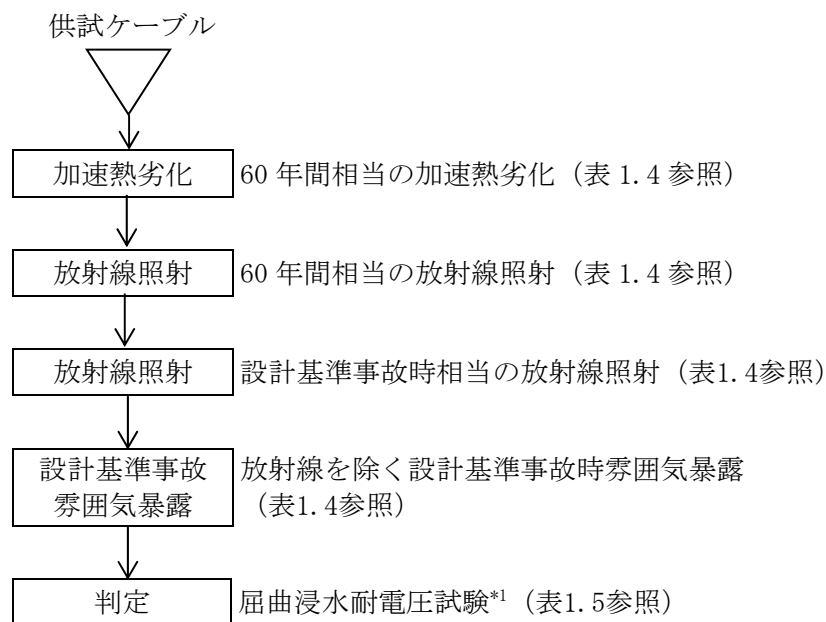 供試ケーブル
加速熱劣化 60 年間相当の加速熱劣化（表 1.4 参照）
放射線照射 60 年間相当の放射線照射（表 1.4 参照）
放射線照射 設計基準事故時相当の放射線照射（表1.4参照）
設計基準事故 放射線を除く設計基準事故時雰囲気暴露
雰囲気暴露 （表1.4参照）
判定 屈曲浸水耐電圧試験*1（表1.5参照）